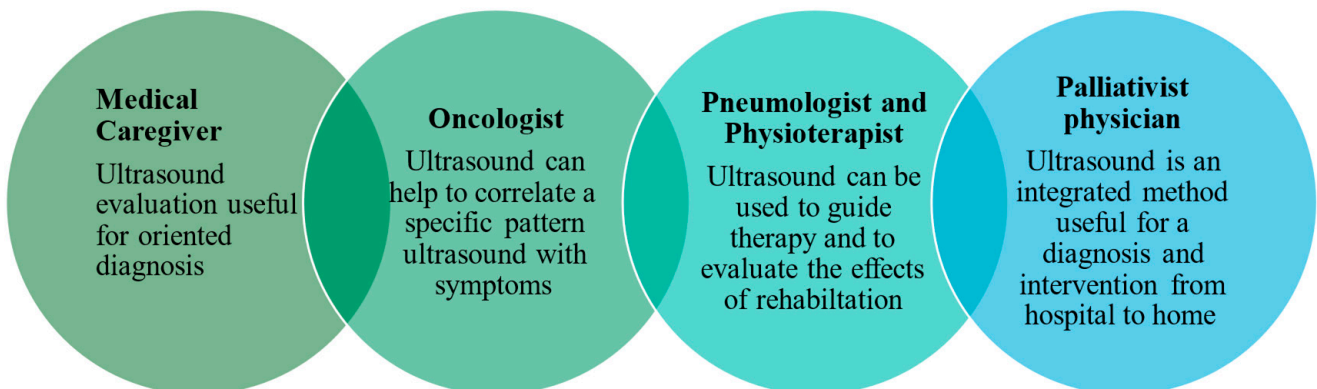 Medical
Caregiver
Ultrasound
evaluation useful
for oriented
diagnosis
Oncologist
Ultrasound can
help to correlate a
specific pattern
ultrasound with
symptoms
Pneumologist and
Physioterapist
Ultrasound can be
used to guide
therapy and to
evaluate the effects
of rehabiltation
Palliativist
physician
Ultrasound is an
integrated method
useful for a
diagnosis and
intervention from
hospital to home